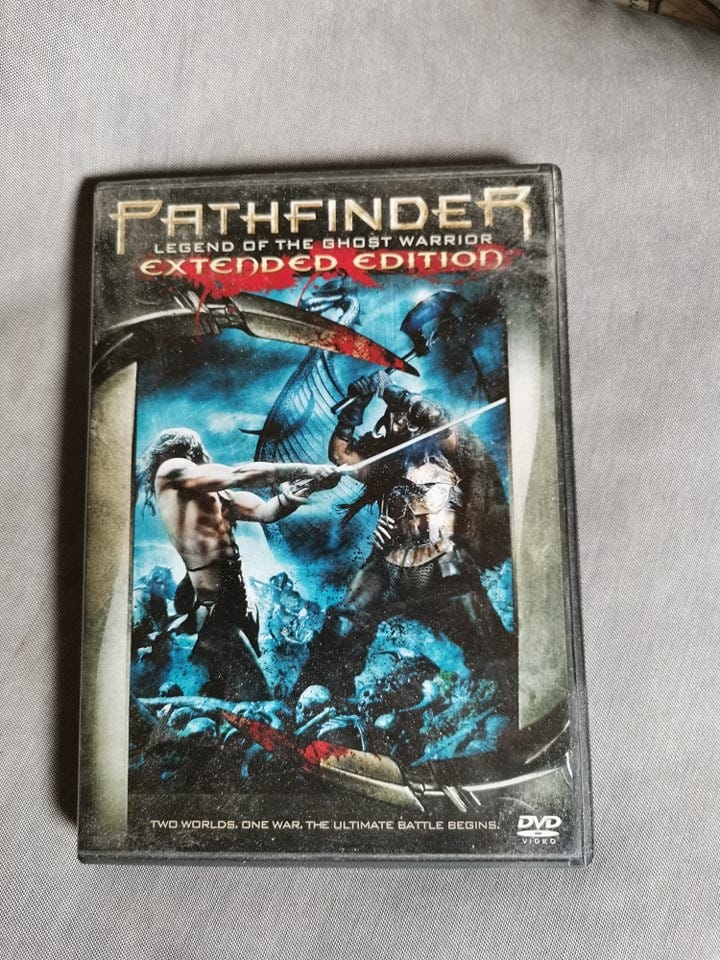 PATHFINDER
LEGEND OF THE GHOST WARRIOR
EXTENDED EDITION
TWO WORLDS. ONE WAR. THE ULTIMATE BATTLE BEGINS.
DVD
VIDEO